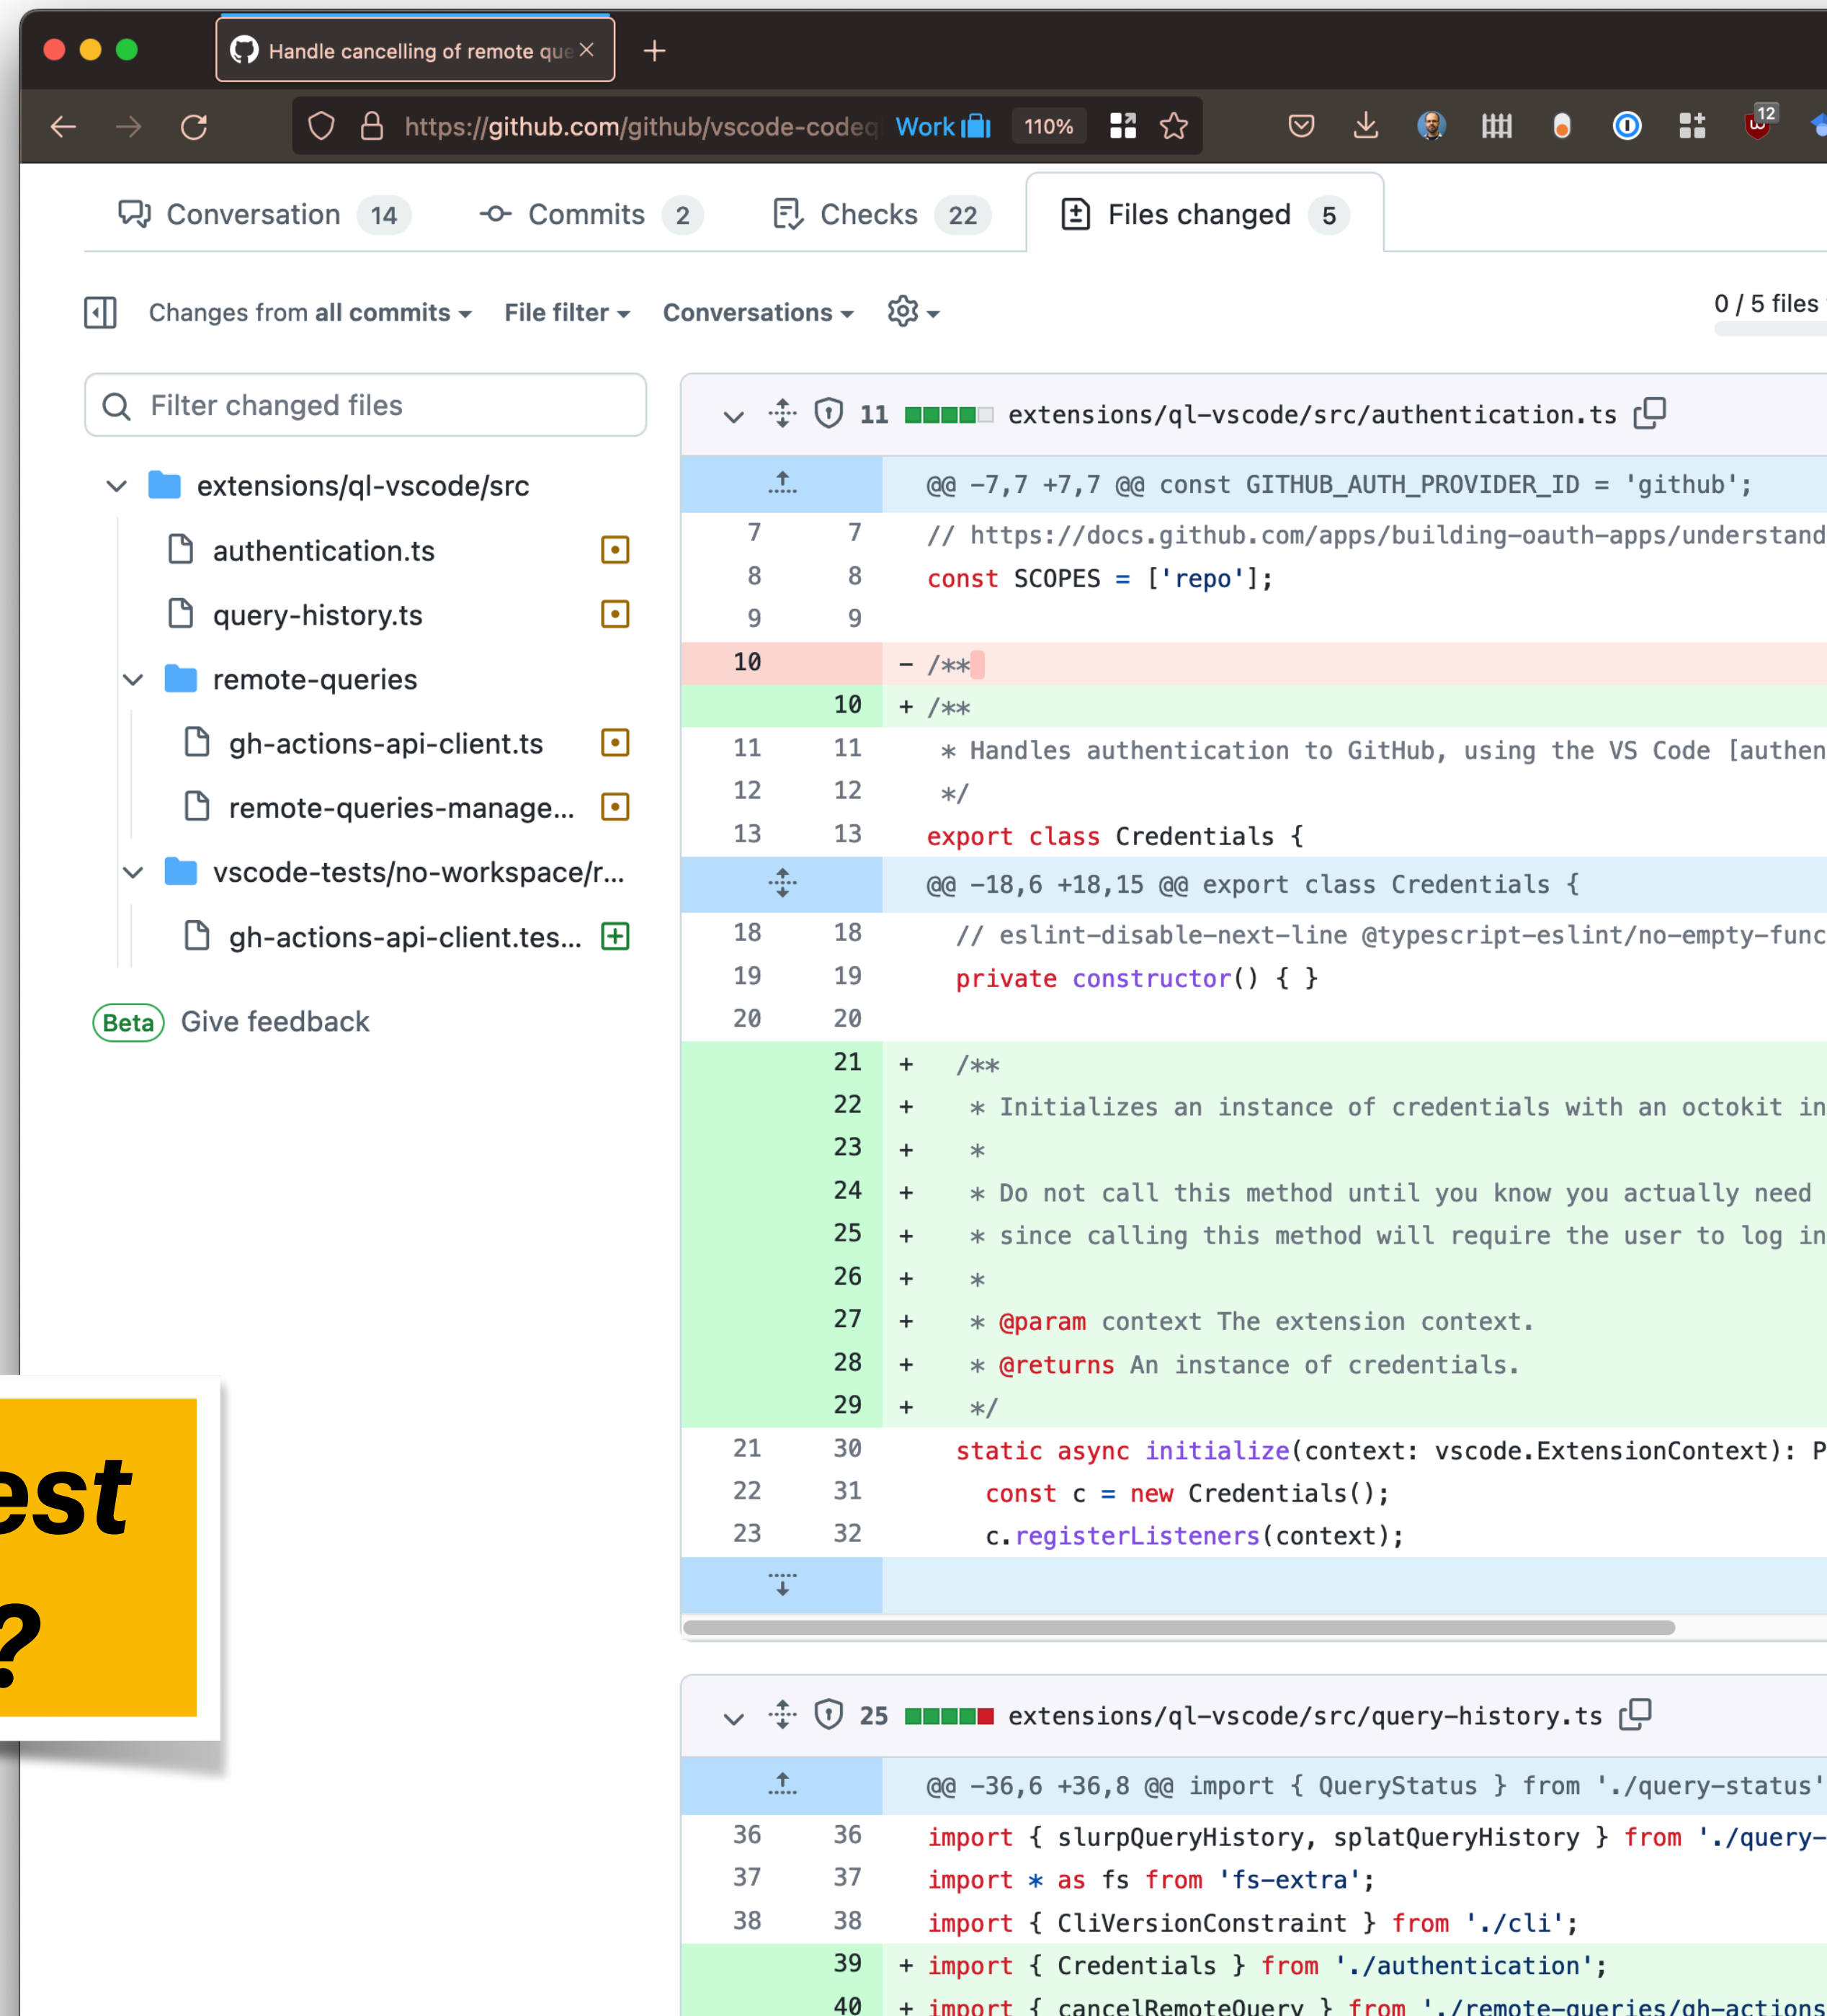 Handle cancelling of remote que
https://github.com/github/vscode-codeq Work 110% 12
Conversation 14 Commits 2 Checks 22 Files changed 5
Changes from all commits File filter Conversations 0 / 5 files
Filter changed files
extensions/ql-vscode/src
authentication.ts
query-history.ts
remote-queries
gh-actions-api-client.ts
remote-queries-manage...
vscode-tests/no-workspace/r...
gh-actions-api-client.tes...
Beta Give feedback
est
?
11 extensions/ql-vscode/src/authentication.ts
@@ -7,7 +7,7 @@ const GITHUB_AUTH_PROVIDER_ID = 'github';
7 7 // https://docs.github.com/apps/building-oauth-apps/understand
8 8 const SCOPES = ['repo'];
9 9
10 - /**
10 + /**
11 11 * Handles authentication to GitHub, using the VS Code [authen
12 12 */
13 13 export class Credentials {
@@ -18,6 +18,15 @@ export class Credentials {
18 18 // eslint-disable-next-line @typescript-eslint/no-empty-func
19 19 private constructor() { }
20 20
21 + /**
22 + * Initializes an instance of credentials with an octokit in
23 + *
24 + * Do not call this method until you know you actually need
25 + * since calling this method will require the user to log in
26 + *
27 + * @param context The extension context.
28 + * @returns An instance of credentials.
29 + */
21 30 static async initialize(context: vscode.ExtensionContext): P
22 31 const c = new Credentials();
23 32 c.registerListeners(context);
25 extensions/ql-vscode/src/query-history.ts
@@ -36,6 +36,8 @@ import { QueryStatus } from './query-status'
36 36 import { slurpQueryHistory, splatQueryHistory } from './query-
37 37 import * as fs from 'fs-extra';
38 38 import { CliVersionConstraint } from './cli';
39 + import { Credentials } from './authentication';
40 + import { cancelRemoteQuery } from './remote-queries/gh-actions